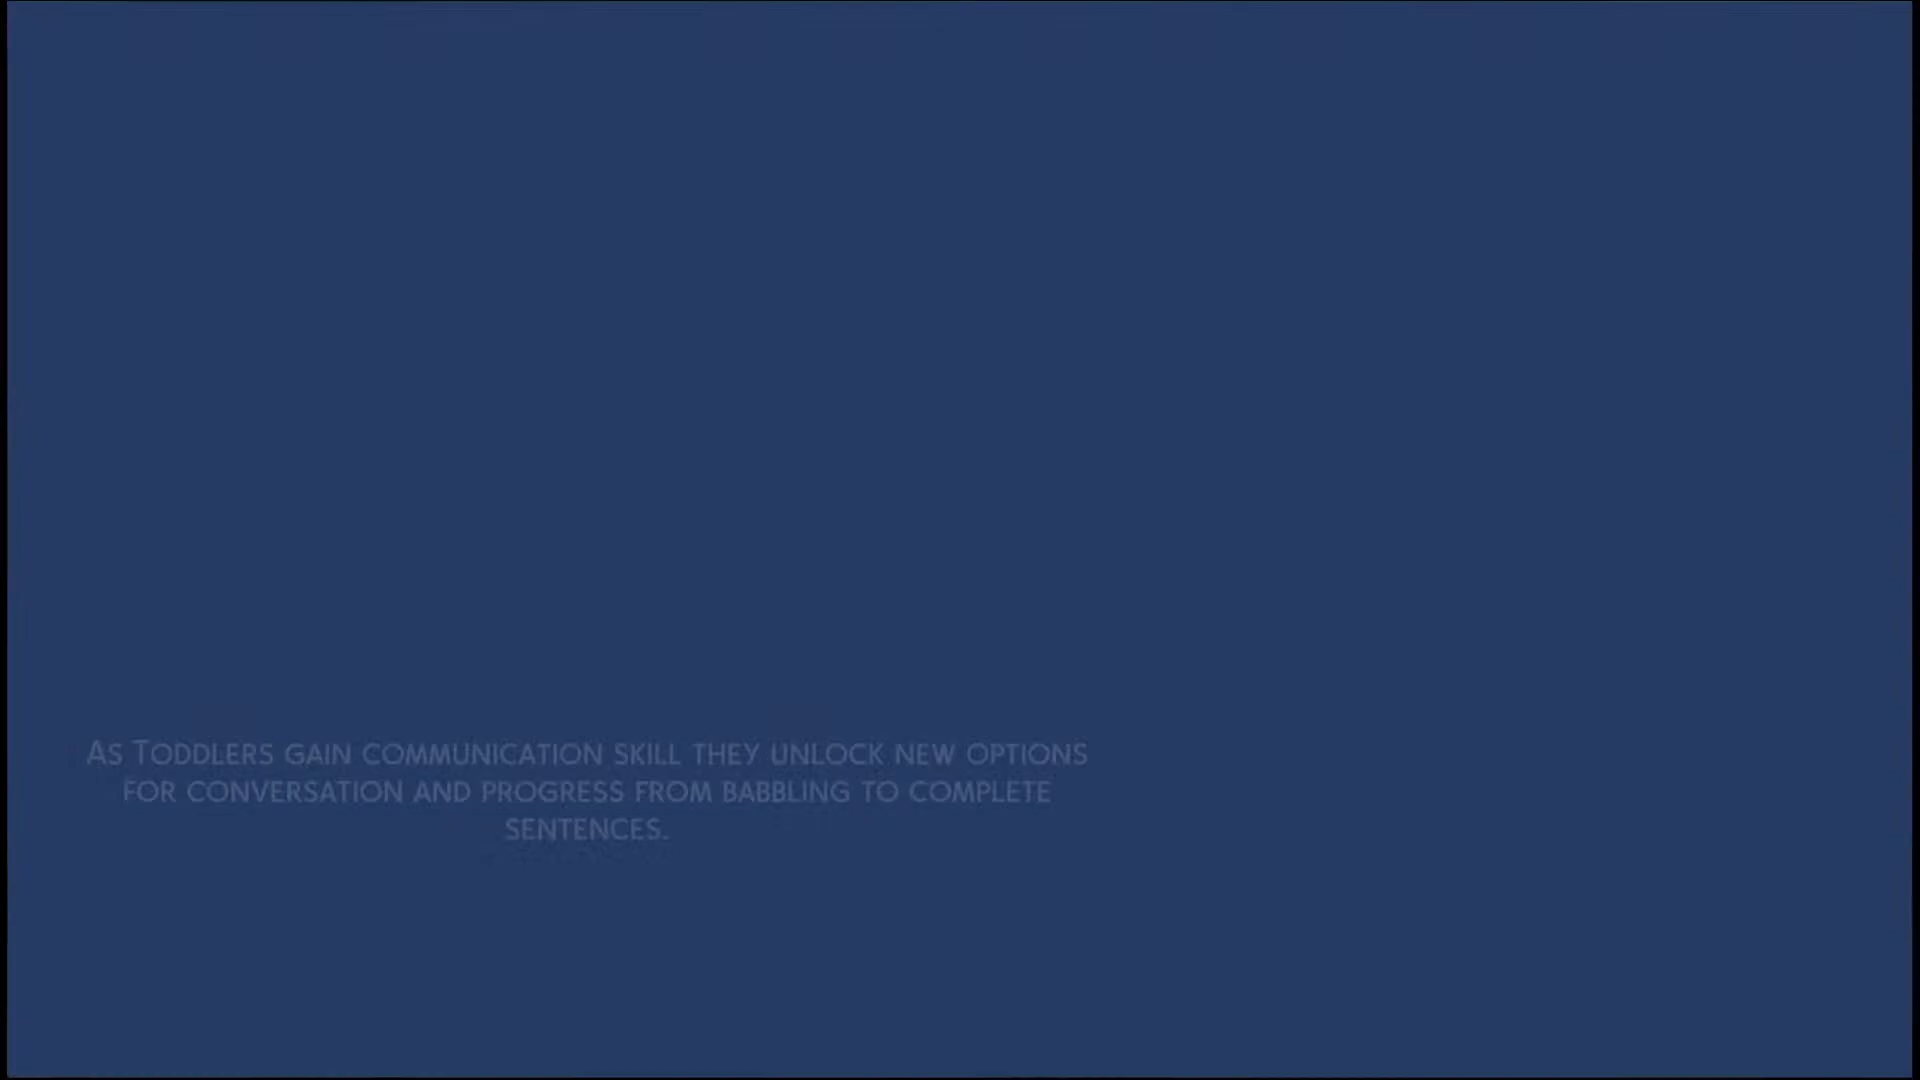 As Toddlers gain communication skill they unlock new options
for conversation and progress from babbling to complete
sentences.